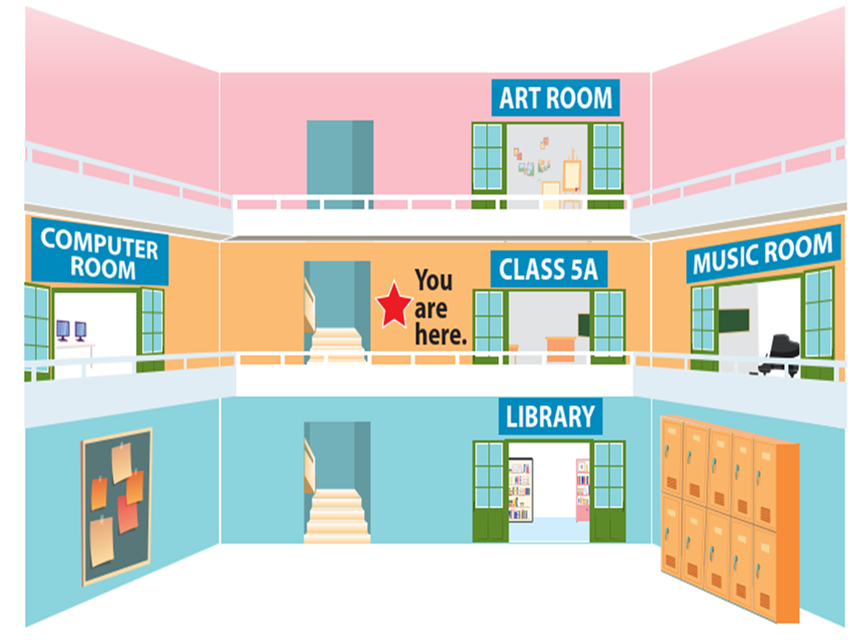 ART ROOM
COMPUTER
ROOM
You
are
here.
CLASS 5A
MUSIC ROOM
LIBRARY